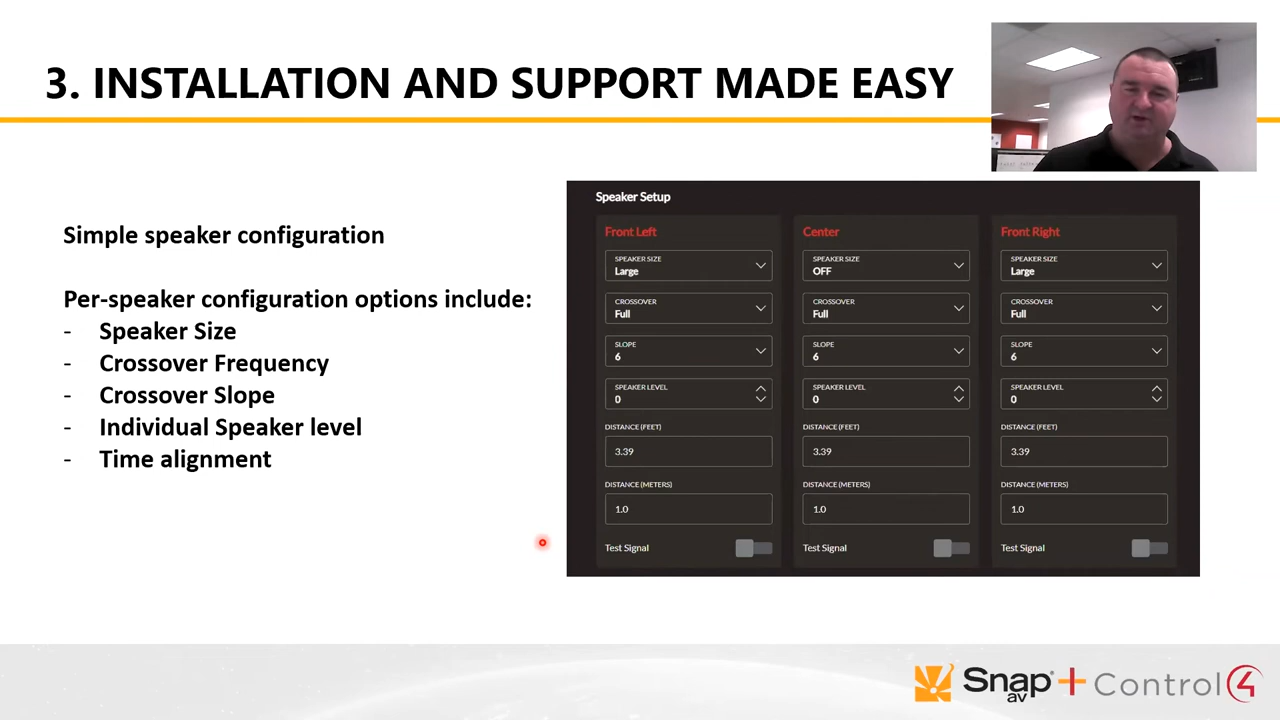 3. INSTALLATION AND SUPPORT MADE EASY
Simple speaker configuration
Per-speaker configuration options include:
- Speaker Size
- Crossover Frequency
- Crossover Slope
- Individual Speaker level
- Time alignment
Speaker Setup
Front Left
SPEAKER SIZE
Large
CROSSOVER
Full
SLOPE
6
SPEAKER LEVEL
0
DISTANCE (FEET)
3.39
DISTANCE (METERS)
1.0
Test Signal
Center
SPEAKER SIZE
OFF
CROSSOVER
Full
SLOPE
6
SPEAKER LEVEL
0
DISTANCE (FEET)
3.39
DISTANCE (METERS)
1.0
Test Signal
Front Right
SPEAKER SIZE
Large
CROSSOVER
Full
SLOPE
6
SPEAKER LEVEL
0
DISTANCE (FEET)
3.39
DISTANCE (METERS)
1.0
Test Signal
Snap av + Control4